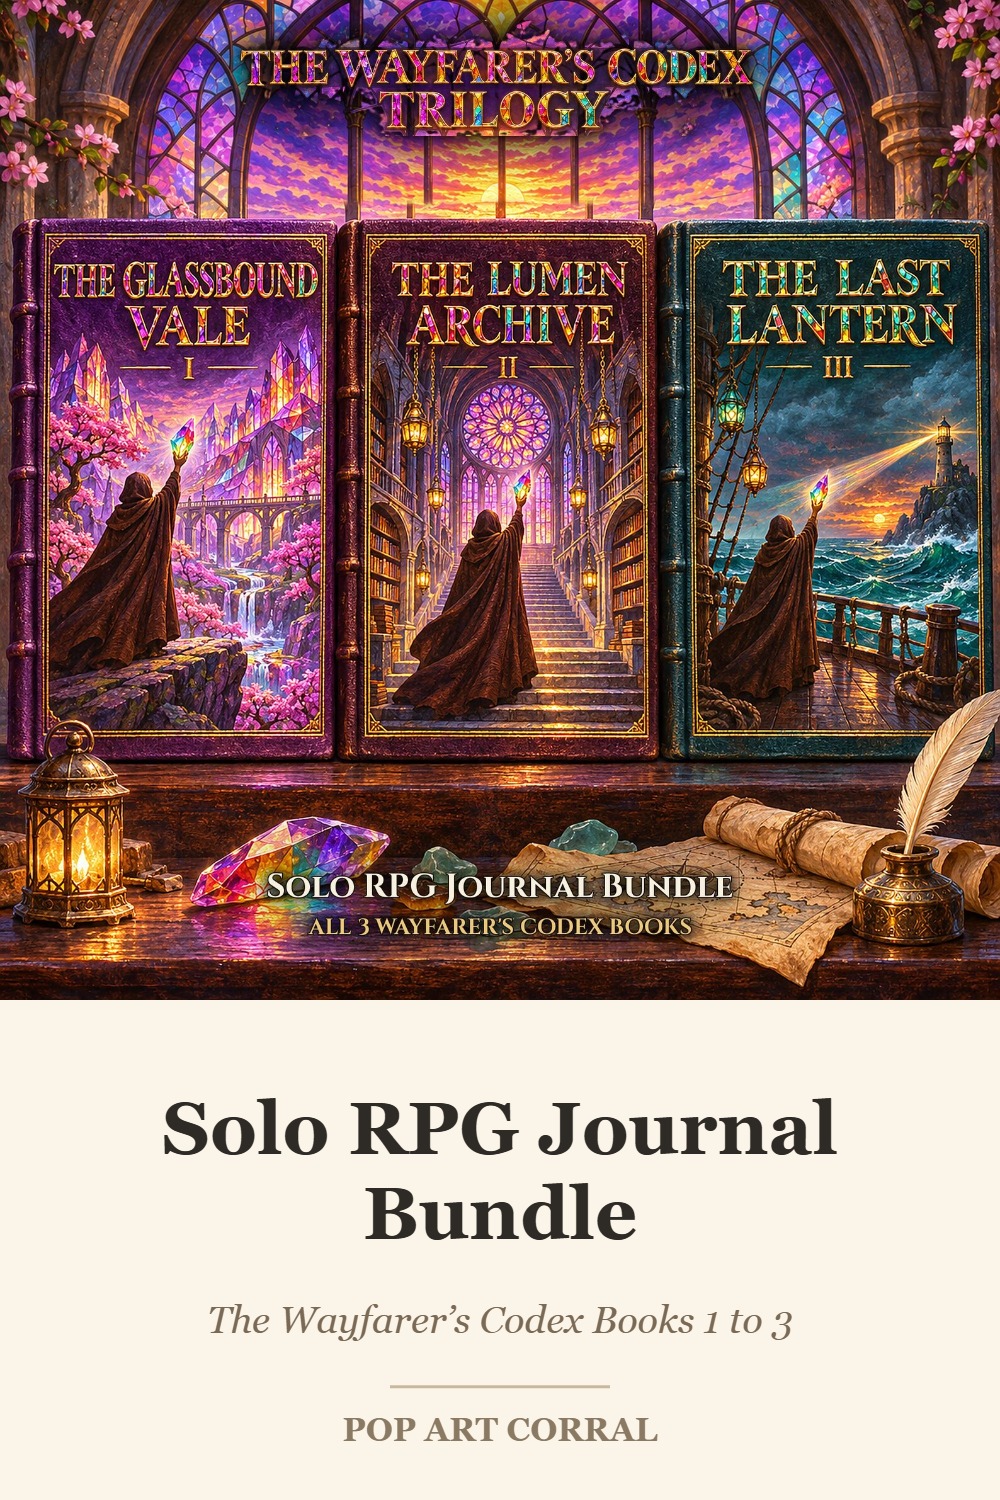 THE WAYFARER'S CODEX
TRILOGY
THE GLASSBOUND
VALE
I
THE LUMEN
ARCHIVE
II
THE LAST
LANTERN
III
SOLO RPG JOURNAL BUNDLE
ALL 3 WAYFARER'S CODEX BOOKS
Solo RPG Journal
Bundle
The Wayfarer’s Codex Books 1 to 3
POP ART CORRAL